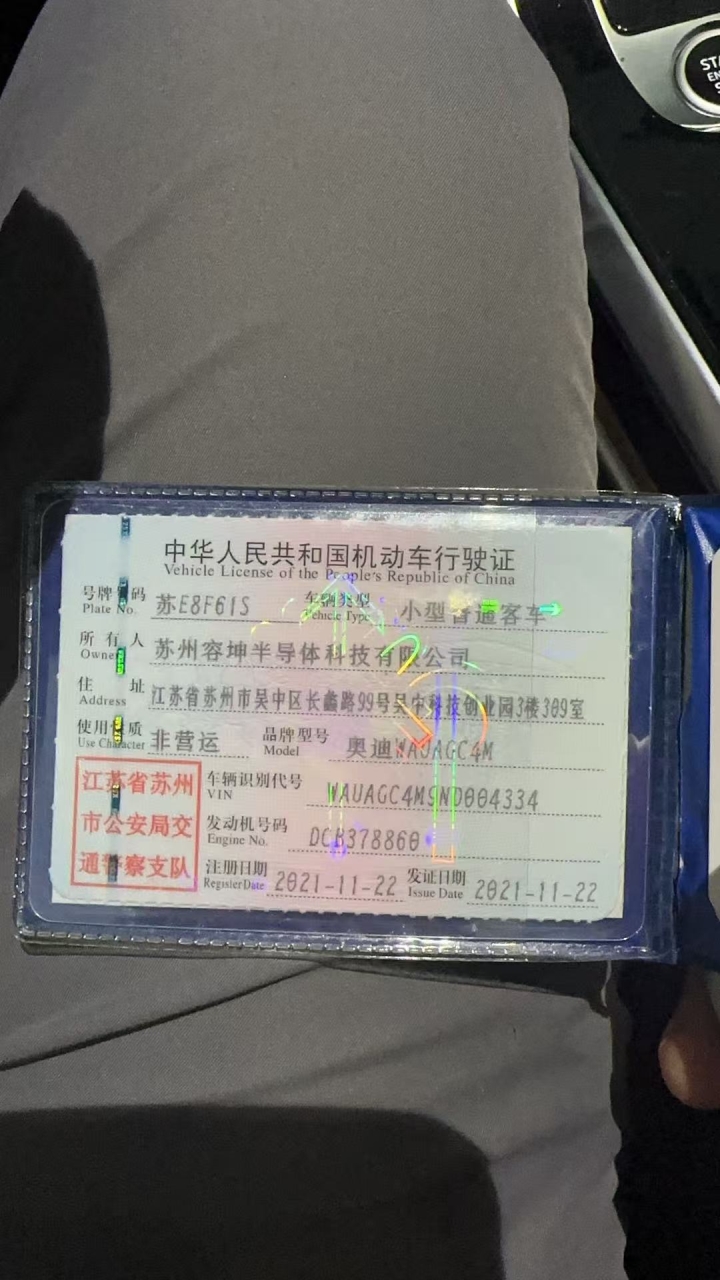 STA
EN
S
中华人民共和国机动车行驶证
Vehicle License of the People's Republic of China
号牌号码 苏E8F61S 车辆类型 小型普通客车
Plate No. Vehicle Type
所有人 苏州容坤半导体科技有限公司
Owner
住址 江苏省苏州市吴中区长蠡路99号吴中科技创业园3楼309室
Address
使用性质 非营运 品牌型号 奥迪WAUAGC4M
Use Character Model
江苏省苏州
市公安局交
通警察支队
车辆识别代号 WAUAGC4M9ND004334
VIN
发动机号码 DCB378860
Engine No.
注册日期 2021-11-22 发证日期 2021-11-22
Register Date Issue Date